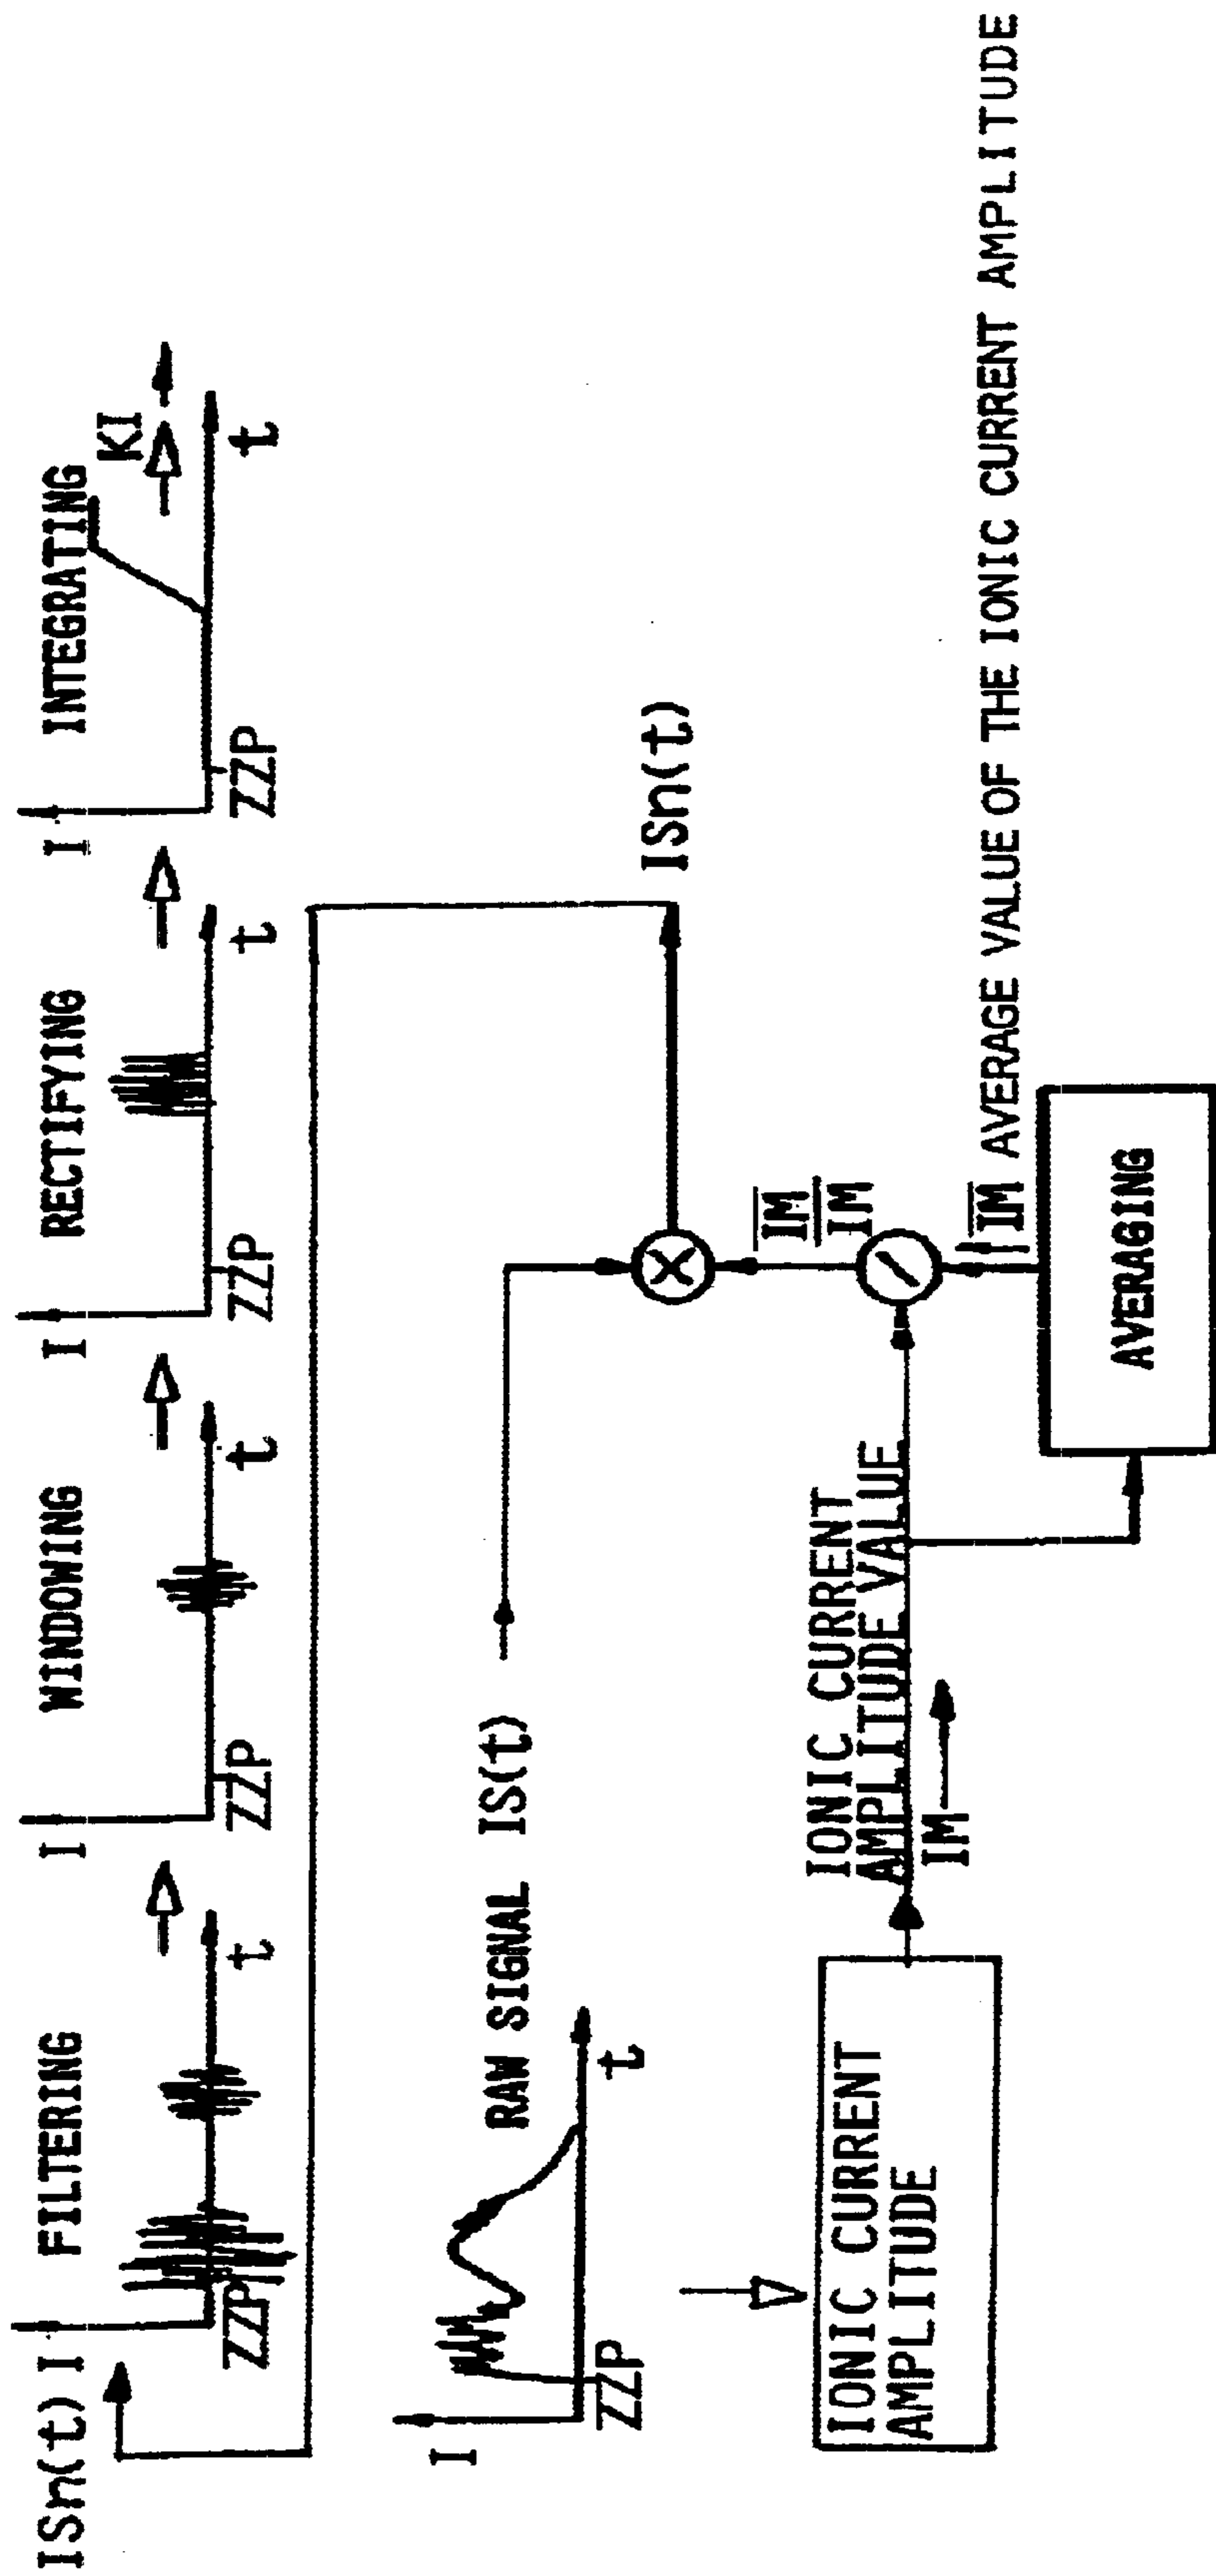 ISn(t) I FILTERING
ZZP
t
I WINDOWING
ZZP
t
I RECTIFYING
ZZP
t
I INTEGRATING
ZZP
t
KI
I
ZZP
t
RAW SIGNAL IS(t)
ISn(t)
IONIC CURRENT
AMPLITUDE
IONIC CURRENT
AMPLITUDE VALUE
IM
X
IM
IM
/
IM AVERAGE VALUE OF THE IONIC CURRENT AMPLITUDE
AVERAGING